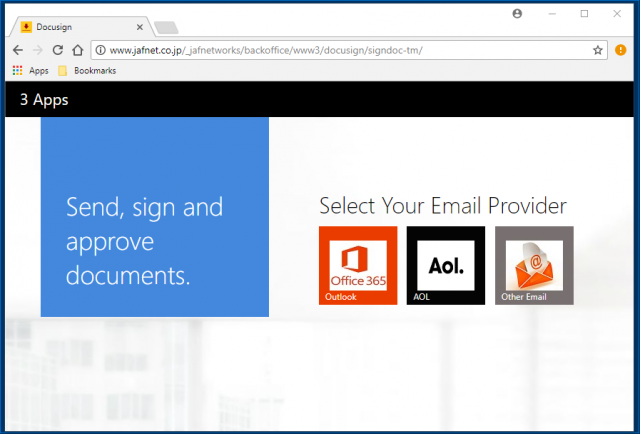 Docusign
www.jafnet.co.jp/_jafnetworks/backoffice/www3/docusign/signdoc-tm/
Apps
Bookmarks
3 Apps
Send, sign and
approve
documents.
Select Your Email Provider
Office 365
Outlook
Aol.
AOL
@
Other Email